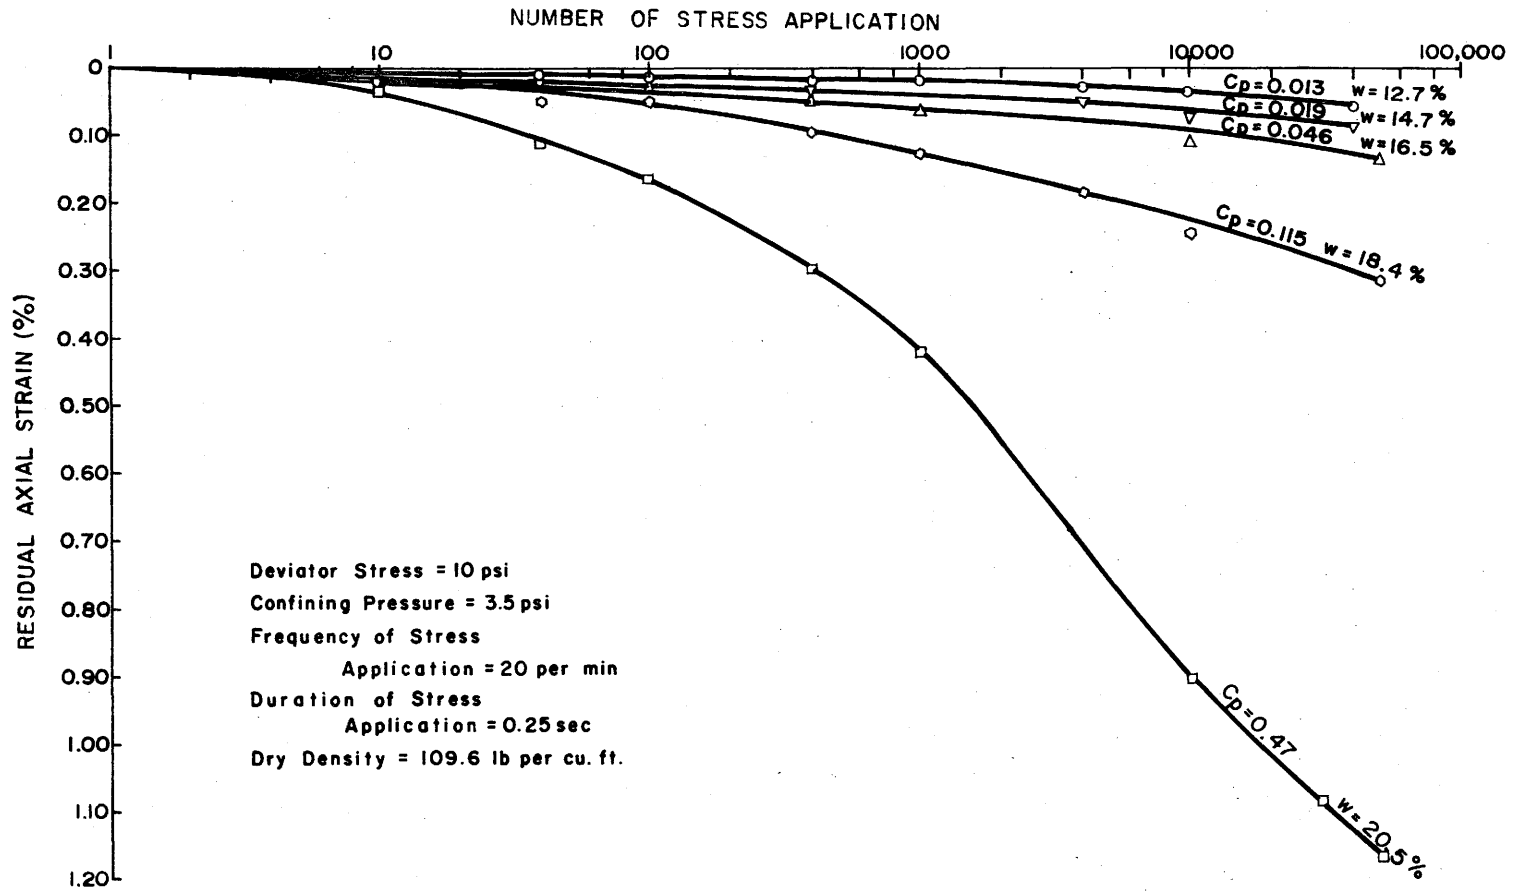 NUMBER OF STRESS APPLICATION
1 10 100 1000 100000 100,000
0
0.10
0.20
0.30
0.40
0.50
0.60
0.70
0.80
0.90
1.00
1.10
1.20
RESIDUAL AXIAL STRAIN (%)
Cp=0.013 w=12.7%
Cp=0.019 w=14.7%
Cp=0.046 w=16.5%
Cp=0.115 w=18.4%
Cp=0.47 w=20.5%
Deviator Stress = 10 psi
Confining Pressure = 3.5 psi
Frequency of Stress
Application = 20 per min
Duration of Stress
Application = 0.25 sec
Dry Density = 109.6 lb per cu. ft.